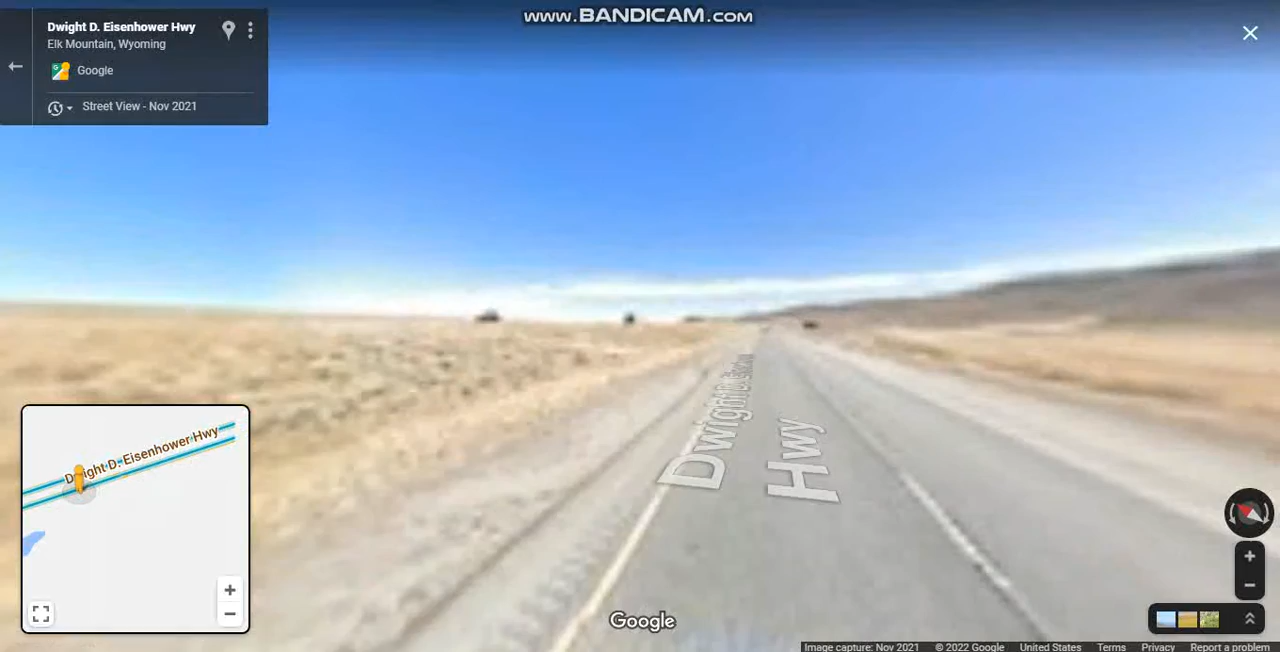 www.BANDICAM.com
Dwight D. Eisenhower Hwy
Elk Mountain, Wyoming
Google
Street View - Nov 2021
Dwight D.
Hwy
Dwight D. Eisenhower Hwy
Google
Image capture: Nov 2021 © 2022 Google United States Terms Privacy Report a problem